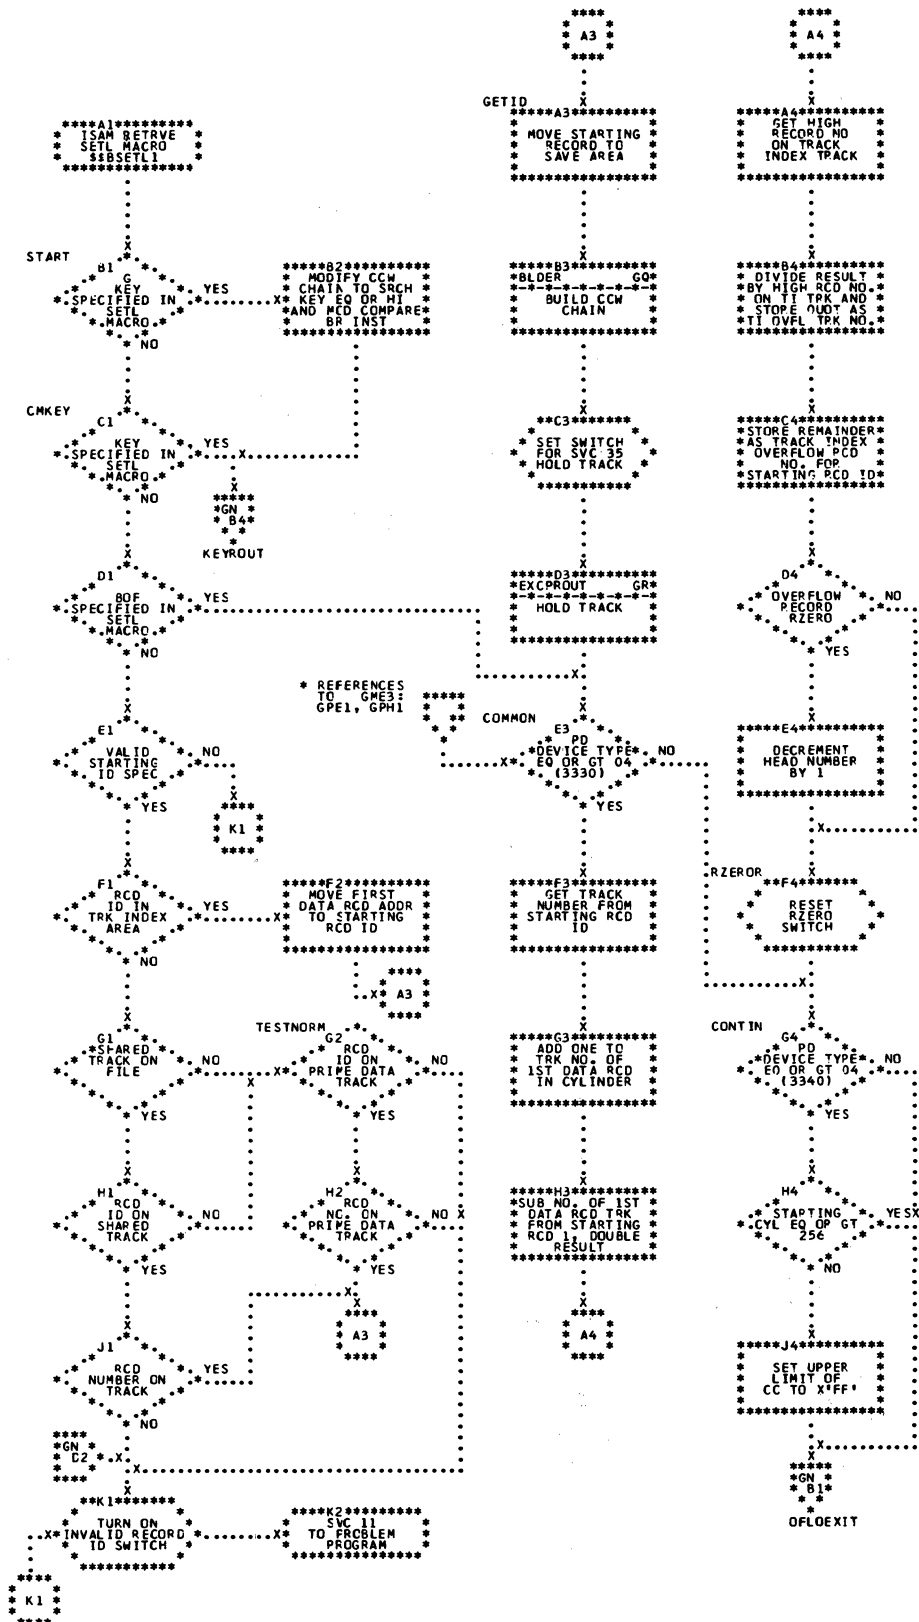 A1
ISAM RETRVE
SETL MACRO
$$BSETL1
START
B1
G
KEY
SPECIFIED IN
SETL
MACRO
YES
NO
B2
MODIFY CCW
CHAIN TO SRCH
KEY EQ OR HI
AND MCD COMPARE
BR INST
CMKEY
C1
KEY
SPECIFIED IN
SETL
MACRO
YES
NO
GN
B4
KEYROUT
D1
BOF
SPECIFIED IN
SETL
MACRO
YES
NO
* REFERENCES
TO GME3:
GPE1, GPH1
E1
VALID
STARTING
ID SPEC
NO
YES
K1
F1
RCD
ID IN
TRK INDEX
AREA
YES
NO
F2
MOVE FIRST
DATA RCD ADDR
TO STARTING
RCD ID
A3
G1
SHARED
TRACK ON
FILE
NO
YES
TESTNORM
G2
RCD
ID ON
PRIME DATA
TRACK
NO
YES
H1
RCD
ID ON
SHARED
TRACK
NO
YES
H2
RCD
NC. ON
PRIME DATA
TRACK
NO
YES
A3
J1
RCD
NUMBER ON
TRACK
YES
NO
GN
D2
K1
TURN ON
INVALID RECORD
ID SWITCH
K2
SVC 11
TO PROBLEM
PROGRAM
K1
A3
GETID
A3
MOVE STARTING
RECORD TO
SAVE AREA
B3
BLDER GQ
BUILD CCW
CHAIN
C3
SET SWITCH
FOR SVC 35
HOLD TRACK
D3
EXCPROUT GR
HOLD TRACK
COMMON
E3
PD
DEVICE TYPE
EQ OR GT 04
(3330)
NO
YES
F3
GET TRACK
NUMBER FROM
STARTING RCD
ID
G3
ADD ONE TO
TRK NO. OF
1ST DATA RCD
IN CYLINDER
H3
SUB NO. OF 1ST
DATA RCD TRK
FROM STARTING
RCD 1, DOUBLE
RESULT
A4
A4
A4
GET HIGH
RECORD NO
ON TRACK
INDEX TRACK
B4
DIVIDE RESULT
BY HIGH RCD NO.
ON TI TRK AND
STORE QUOT AS
TI OVFL TRK NO.
C4
STORE REMAINDER
AS TRACK INDEX
OVERFLOW RCD
NO. FOR
STARTING RCD ID
D4
OVERFLOW
RECORD
RZERO
NO
YES
E4
DECREMENT
HEAD NUMBER
BY 1
RZEROR
F4
RESET
RZERO
SWITCH
CONTIN
G4
PD
DEVICE TYPE
EQ OR GT 04
(3340)
NO
YES
H4
STARTING
CYL EQ OP GT
256
YES
NO
J4
SET UPPER
LIMIT OF
CC TO X'FF'
GN
B1
OFLOEXIT